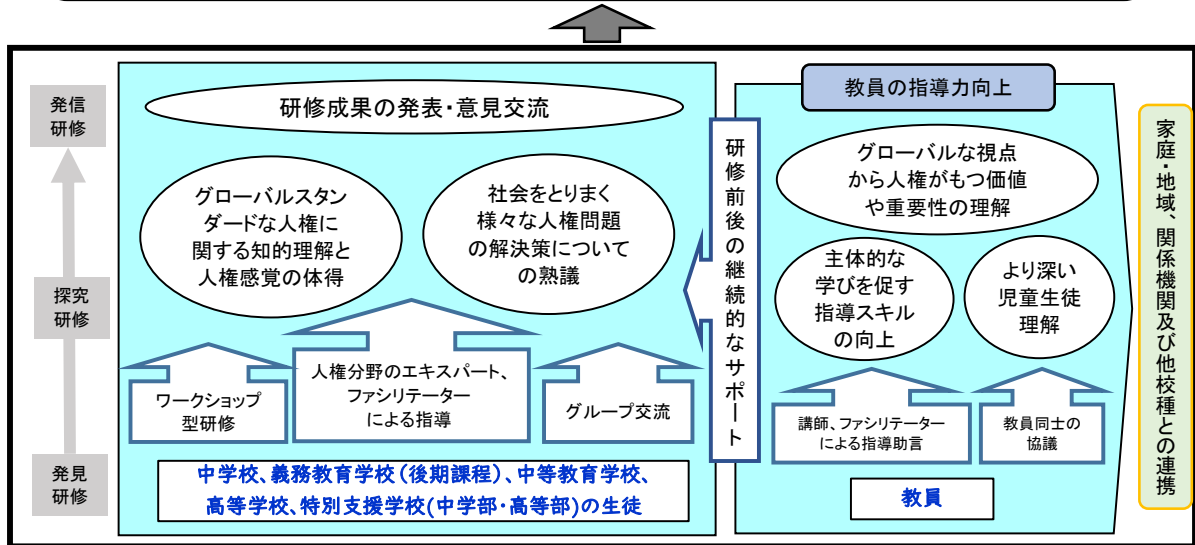 発信
研修
探究
研修
発見
研修
研修成果の発表・意見交流
グローバルスタン
ダードな人権に
関する知的理解と
人権感覚の体得
社会をとりまく
様々な人権問題
の解決策について
の熟議
ワークショップ
型研修
人権分野のエキスパート、
ファシリテーター
による指導
グループ交流
中学校、義務教育学校（後期課程）、中等教育学校、
高等学校、特別支援学校(中学部・高等部)の生徒
研修前後の継続的なサポート
教員の指導力向上
グローバルな視点
から人権がもつ価値
や重要性の理解
主体的な
学びを促す
指導スキル
の向上
より深い
児童生徒
理解
講師、ファシリテーター
による指導助言
教員同士の
協議
教員
家庭・地域、関係機関及び他校種との連携